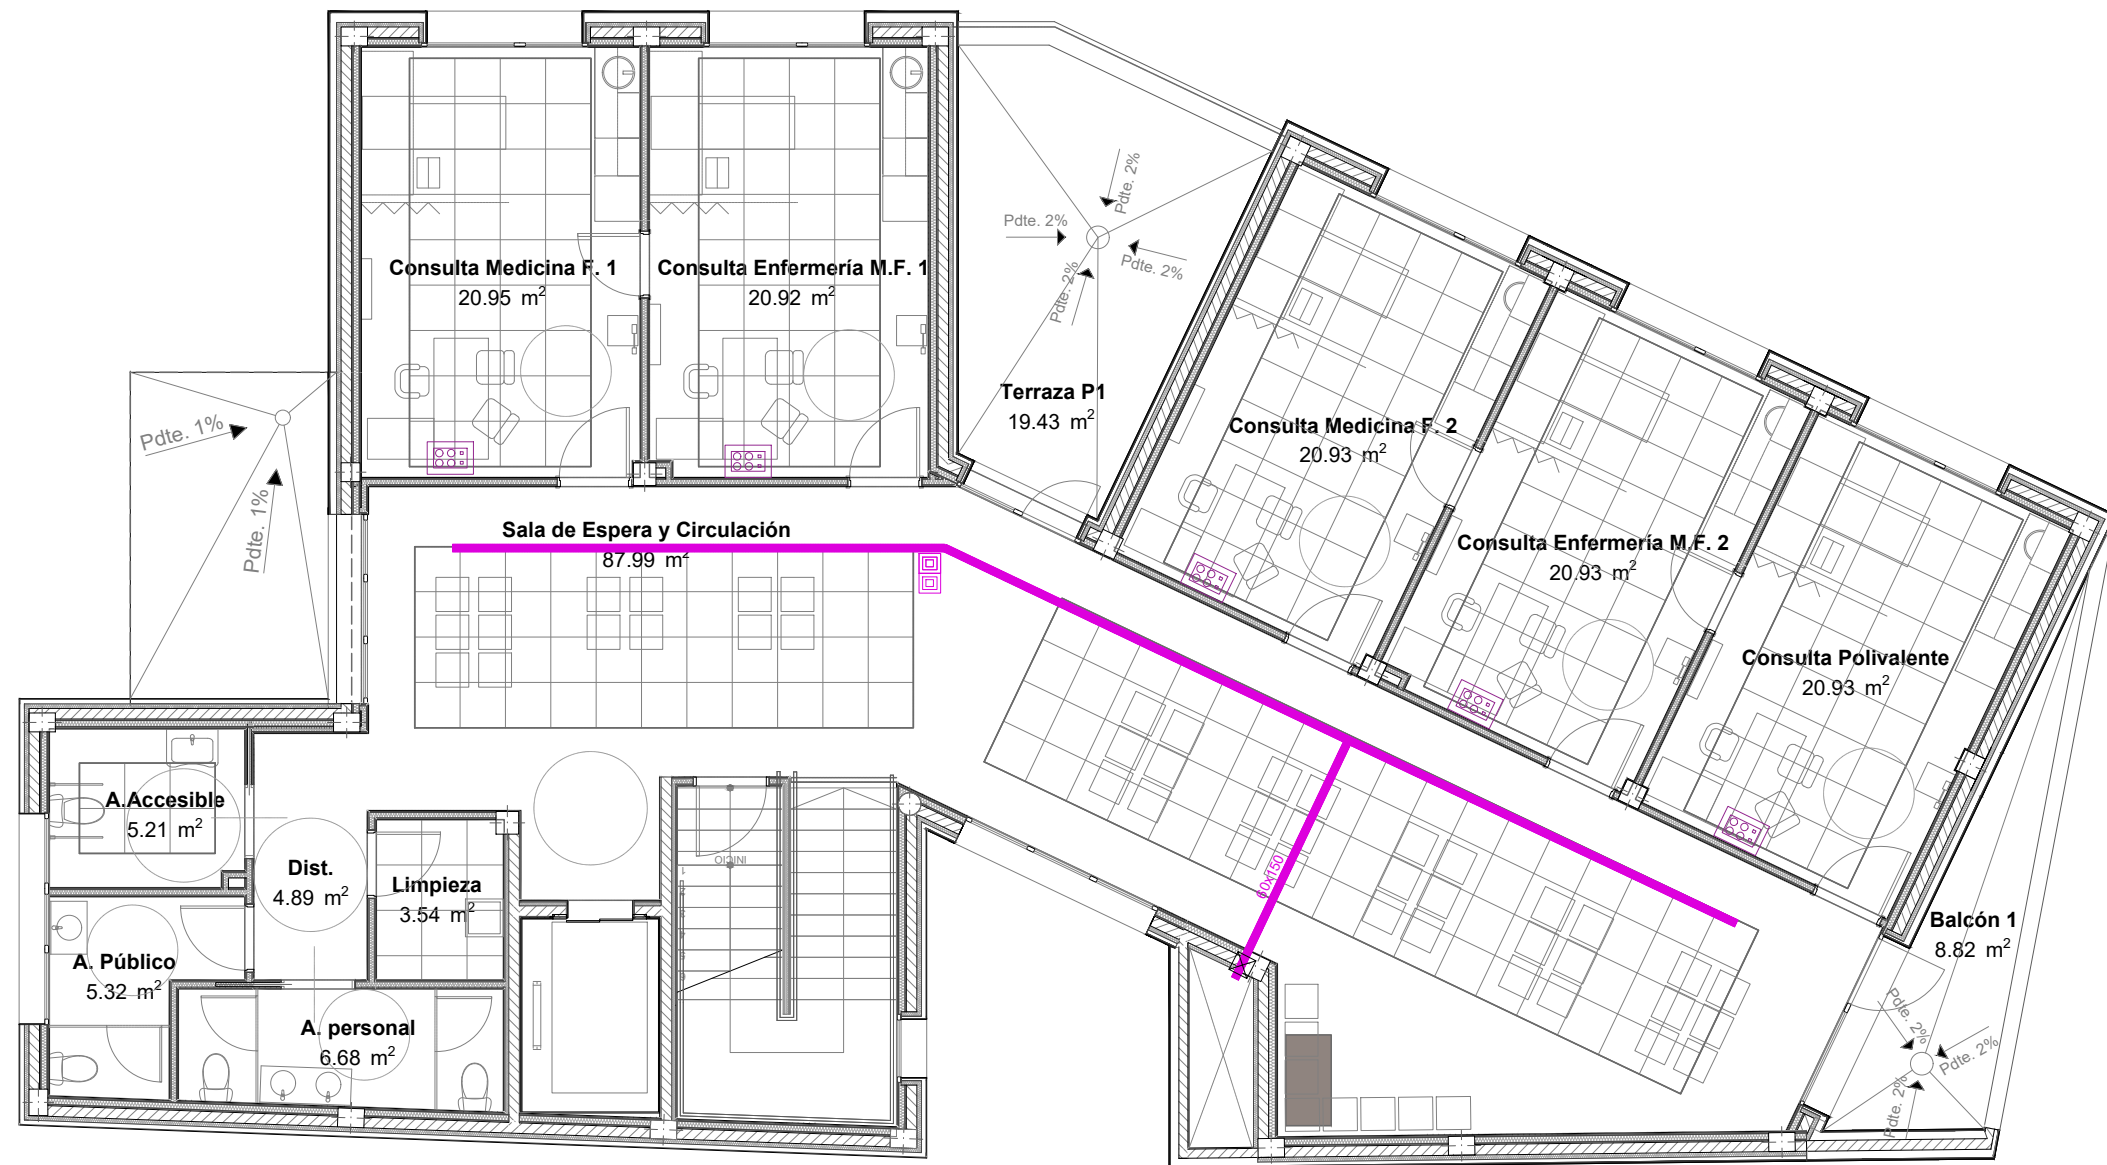 Consulta Medicina F. 1
20.95 m²
Consulta Enfermería M.F. 1
20.92 m²
Pdte. 2%
Pdte. 2%
Pdte. 2%
Pdte. 2%
Terraza P1
19.43 m²
Pdte. 1%
Pdte. 1%
Consulta Medicina F. 2
20.93 m²
Consulta Enfermería M.F. 2
20.93 m²
Consulta Polivalente
20.93 m²
Sala de Espera y Circulación
87.99 m²
A.Accesible
5.21 m²
Dist.
4.89 m²
Limpieza
3.54 m²
A. Público
5.32 m²
A. personal
6.68 m²
INICIO
60x150
Balcón 1
8.82 m²
Pdte. 2%
Pdte. 2%
Pdte. 2%